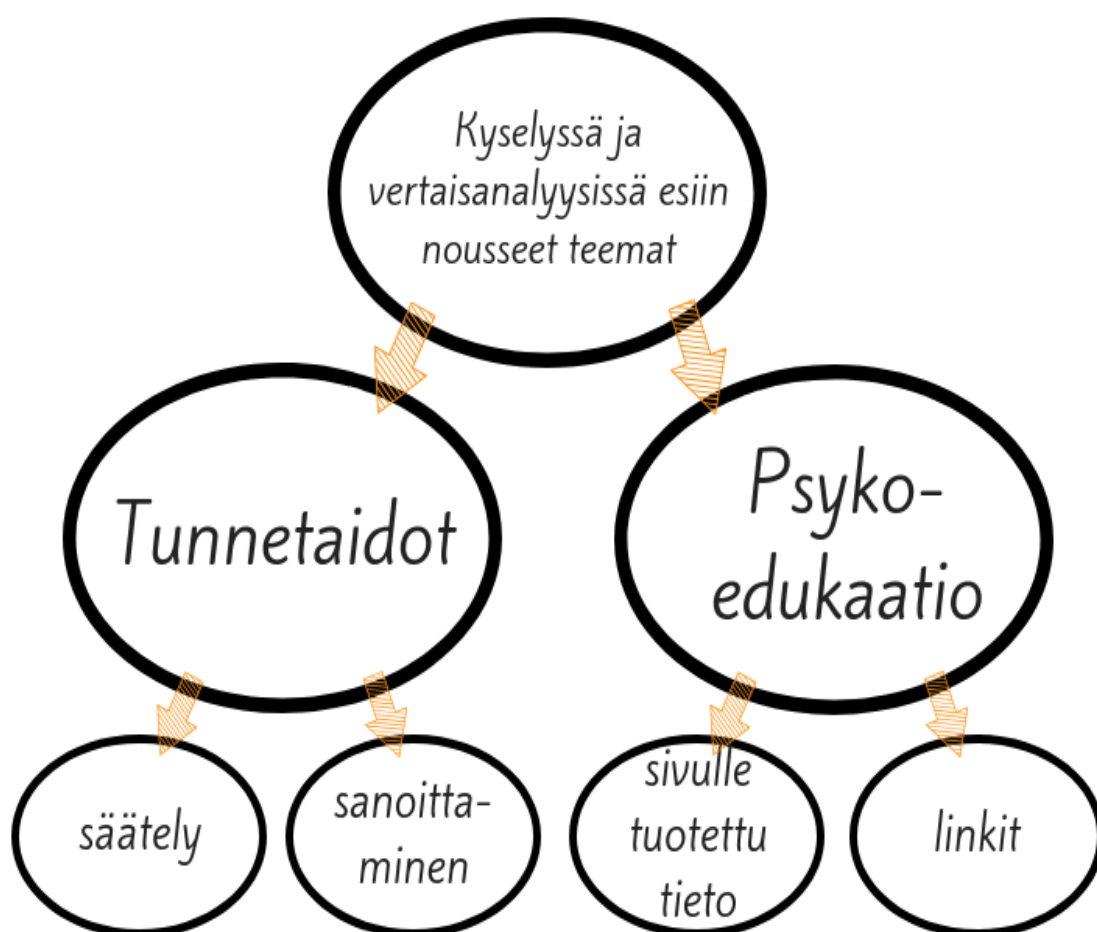 Kyselyssä ja
vertaisanalyysissä esiin
nousseet teemat
Tunnetaidot
Psyko-
edukaatio
säätely
sanoitta-
minen
sivulle
tuotettu
tieto
linkit